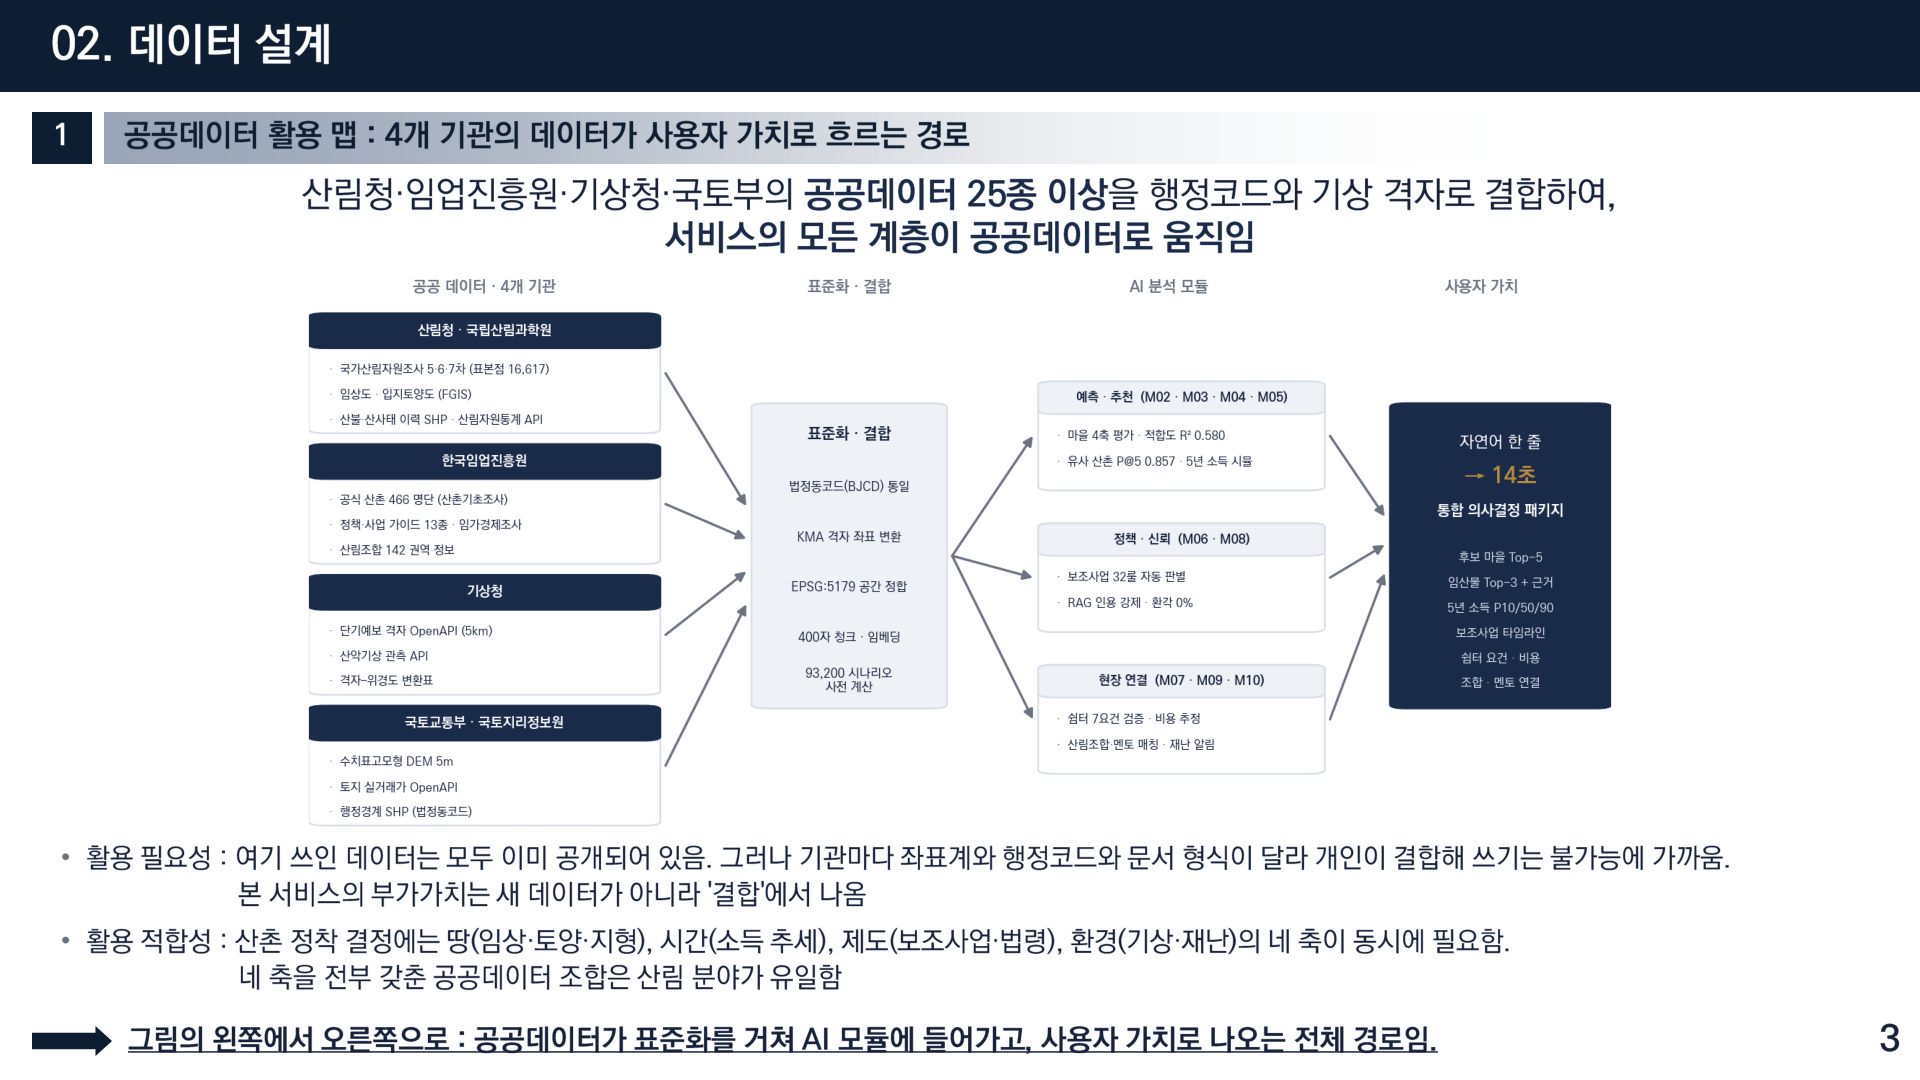 02. 데이터 설계
1
공공데이터 활용 맵 : 4개 기관의 데이터가 사용자 가치로 흐르는 경로
산림청·임업진흥원·기상청·국토부의 공공데이터 25종 이상을 행정코드와 기상 격자로 결합하여,
서비스의 모든 계층이 공공데이터로 움직임
공공 데이터 · 4개 기관
산림청 · 국립산림과학원
· 국가산림자원조사 5·6·7차 (표본점 16,617)
· 임상도 · 입지토양도 (FGIS)
· 산불·산사태 이력 SHP · 산림자원통계 API
한국임업진흥원
· 공식 산촌 466 명단 (산촌기초조사)
· 정책·사업 가이드 13종 · 임가경제조사
· 산림조합 142 권역 정보
기상청
· 단기예보 격자 OpenAPI (5km)
· 산악기상 관측 API
· 격자–위경도 변환표
국토교통부 · 국토지리정보원
· 수치표고모형 DEM 5m
· 토지 실거래가 OpenAPI
· 행정경계 SHP (법정동코드)
표준화 · 결합
표준화 · 결합
법정동코드(BJCD) 통일
KMA 격자 좌표 변환
EPSG:5179 공간 정합
400자 청크 · 임베딩
93,200 시나리오
사전 계산
AI 분석 모듈
예측 · 추천 (M02 · M03 · M04 · M05)
· 마을 4축 평가 · 적합도 R² 0.580
· 유사 산촌 P@5 0.857 · 5년 소득 시뮬
정책 · 신뢰 (M06 · M08)
· 보조사업 32룰 자동 판별
· RAG 인용 강제 · 환각 0%
현장 연결 (M07 · M09 · M10)
· 쉼터 7요건 검증 · 비용 추정
· 산림조합·멘토 매칭 · 재난 알림
사용자 가치
자연어 한 줄
→ 14초
통합 의사결정 패키지
후보 마을 Top-5
임산물 Top-3 + 근거
5년 소득 P10/50/90
보조사업 타임라인
쉼터 요건 · 비용
조합 · 멘토 연결
• 활용 필요성 : 여기 쓰인 데이터는 모두 이미 공개되어 있음. 그러나 기관마다 좌표계와 행정코드와 문서 형식이 달라 개인이 결합해 쓰기는 불가능에 가까움.
본 서비스의 부가가치는 새 데이터가 아니라 '결합'에서 나옴
• 활용 적합성 : 산촌 정착 결정에는 땅(임상·토양·지형), 시간(소득 추세), 제도(보조사업·법령), 환경(기상·재난)의 네 축이 동시에 필요함.
네 축을 전부 갖춘 공공데이터 조합은 산림 분야가 유일함
그림의 왼쪽에서 오른쪽으로 : 공공데이터가 표준화를 거쳐 AI 모듈에 들어가고, 사용자 가치로 나오는 전체 경로임.
3